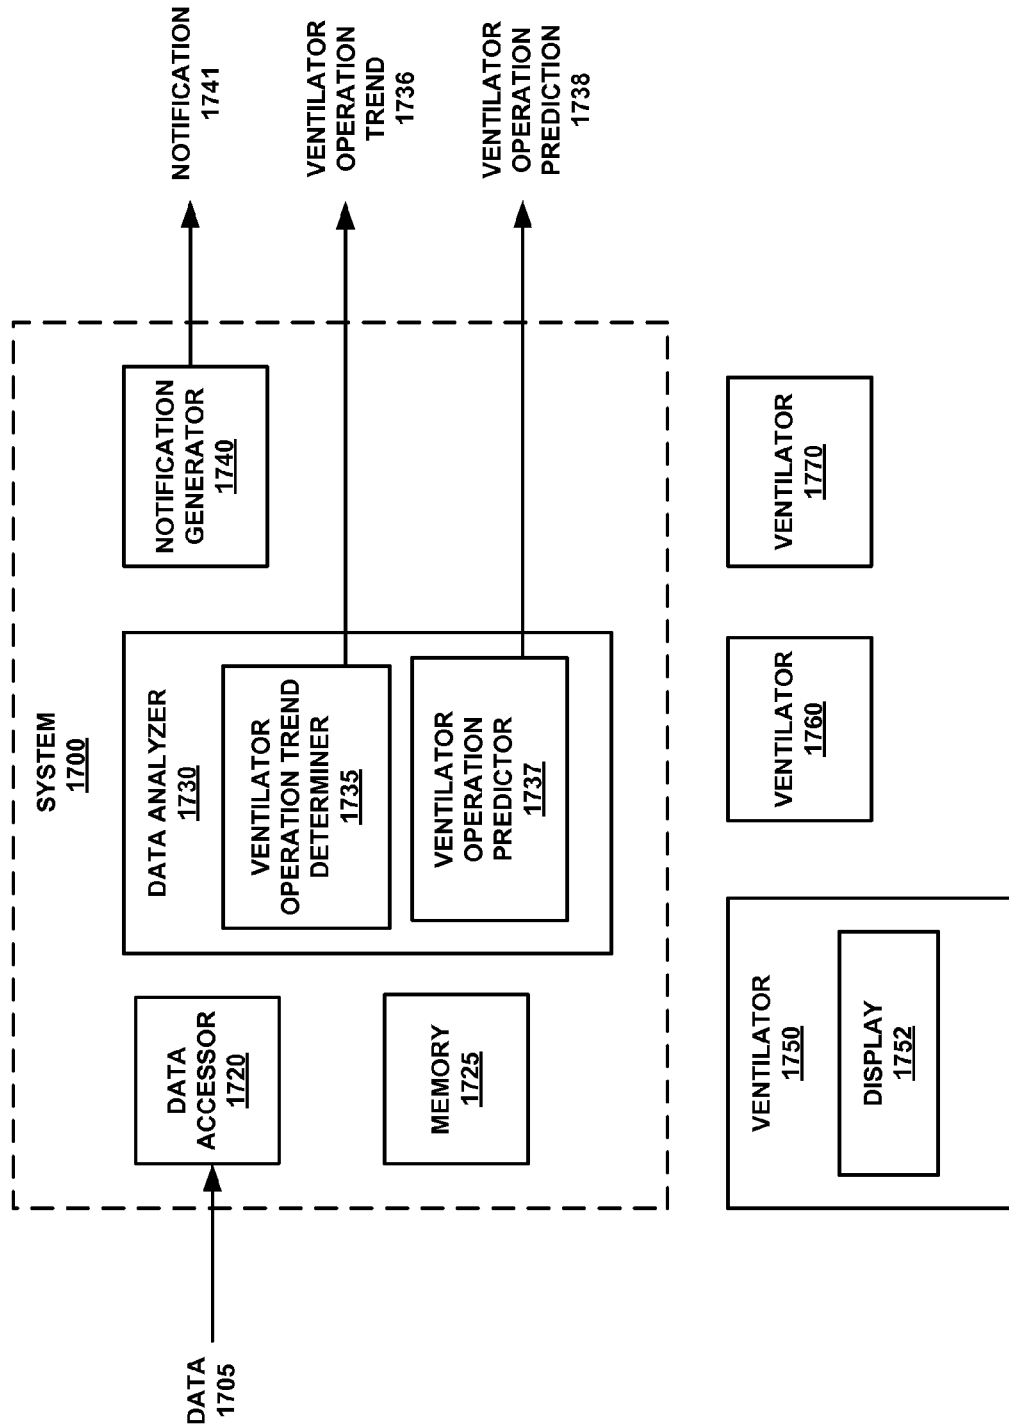 SYSTEM
1700
DATA
1705
DATA
ACCESSOR
1720
MEMORY
1725
DATA ANALYZER
1730
VENTILATOR
OPERATION TREND
DETERMINER
1735
VENTILATOR
OPERATION
PREDICTOR
1737
NOTIFICATION
GENERATOR
1740
NOTIFICATION
1741
VENTILATOR
OPERATION
TREND
1736
VENTILATOR
OPERATION
PREDICTION
1738
VENTILATOR
1750
DISPLAY
1752
VENTILATOR
1760
VENTILATOR
1770